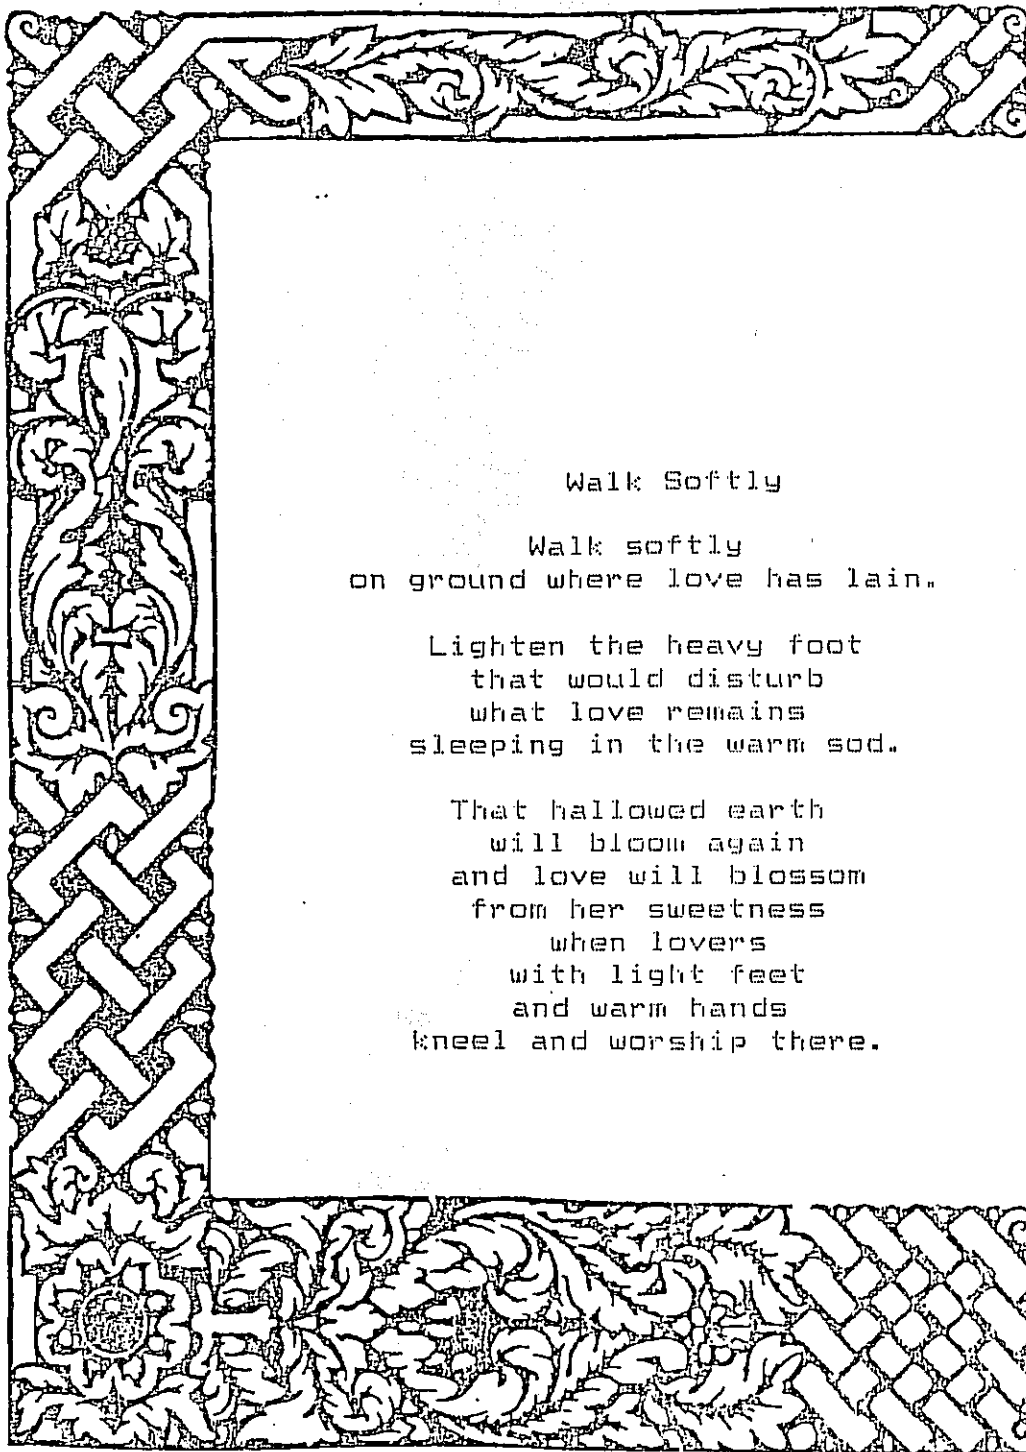 Walk Softly
Walk softly
on ground where love has lain.
Lighten the heavy foot
that would disturb
what love remains
sleeping in the warm sod.
That hallowed earth
will bloom again
and love will blossom
from her sweetness
when lovers
with light feet
and warm hands
kneel and worship there.